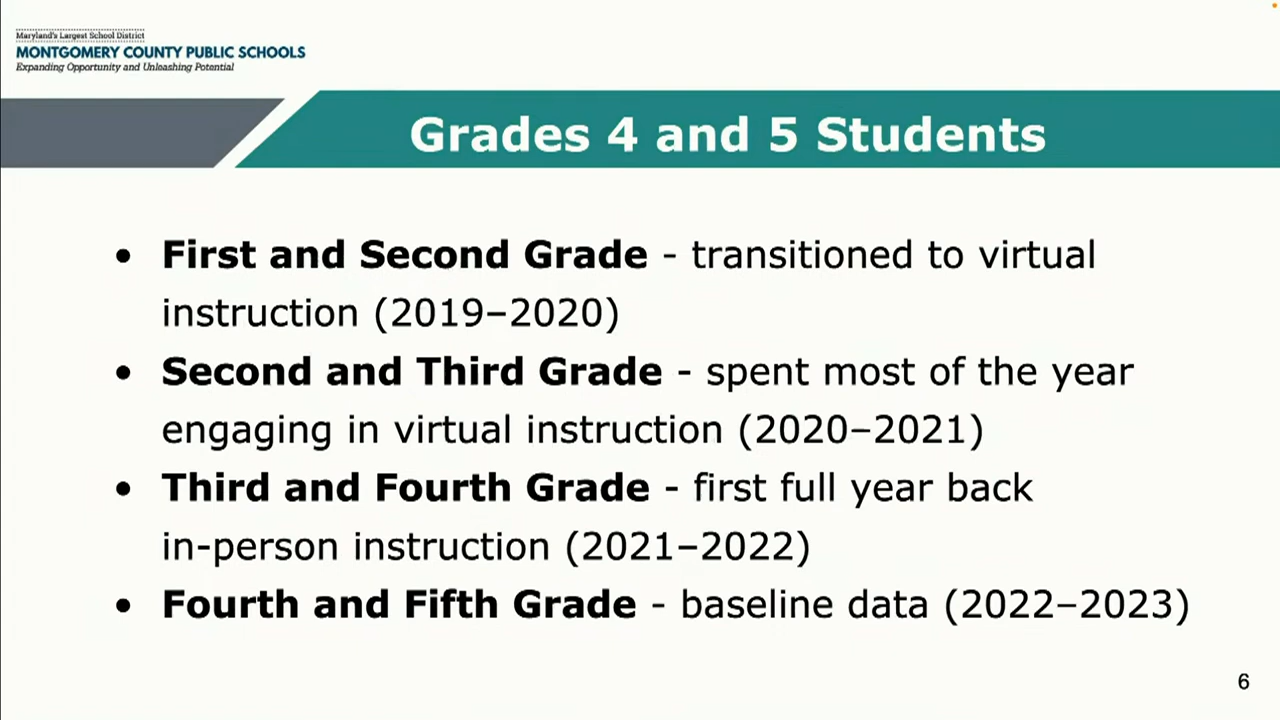 Maryland's Largest School District
MONTGOMERY COUNTY PUBLIC SCHOOLS
Expanding Opportunity and Unleashing Potential
Grades 4 and 5 Students
• First and Second Grade - transitioned to virtual
instruction (2019–2020)
• Second and Third Grade - spent most of the year
engaging in virtual instruction (2020–2021)
• Third and Fourth Grade - first full year back
in-person instruction (2021–2022)
• Fourth and Fifth Grade - baseline data (2022–2023)
6